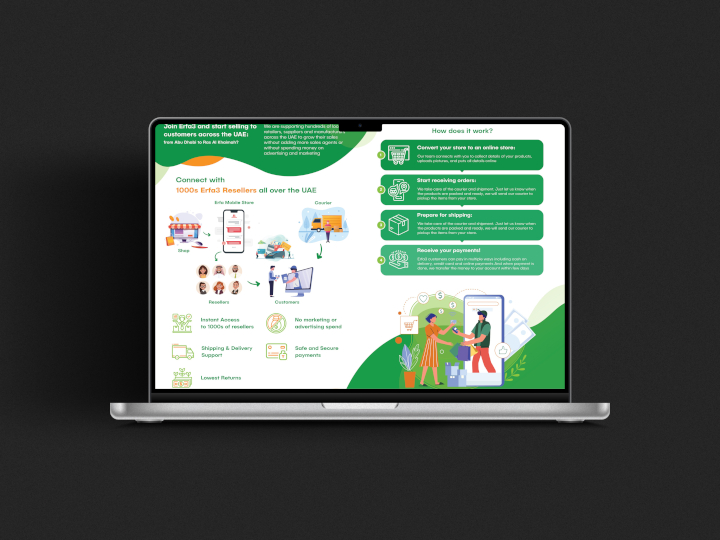 Join Erfa3 and start selling to
customers across the UAE:
from Abu Dhabi to Ras Al Khaimah?
We are supporting hundreds of
retailers, suppliers and manufacturers
across the UAE to grow their sales
without adding more sales agents or
without spending money on
advertising and marketing
Connect with
1000s Erfa3 Resellers all over the UAE
Erfa Mobile Store
Courier
Shop
Resellers
Customers
Instant Access
to 1000s of resellers
No marketing or
advertising spend
Shipping & Delivery
Support
Safe and Secure
payments
Lowest Returns
How does it work?
1
Convert your store to an online store:
Our team connects with you to collect details of your products,
uploads pictures, and puts all details online
2
Start receiving orders:
We take care of the courier and shipment. Just let us know when
the products are packed and ready, we will send our courier to
pickup the items from your store.
3
Prepare for shipping:
We take care of the courier and shipment. Just let us know when
the products are packed and ready, we will send our courier to
pickup the items from your store.
4
Receive your payments!
Erfa3 customers can pay in multiple ways including cash on
delivery, credit card and online payments. And when payment is
done, we transfer the money to your account within few days.